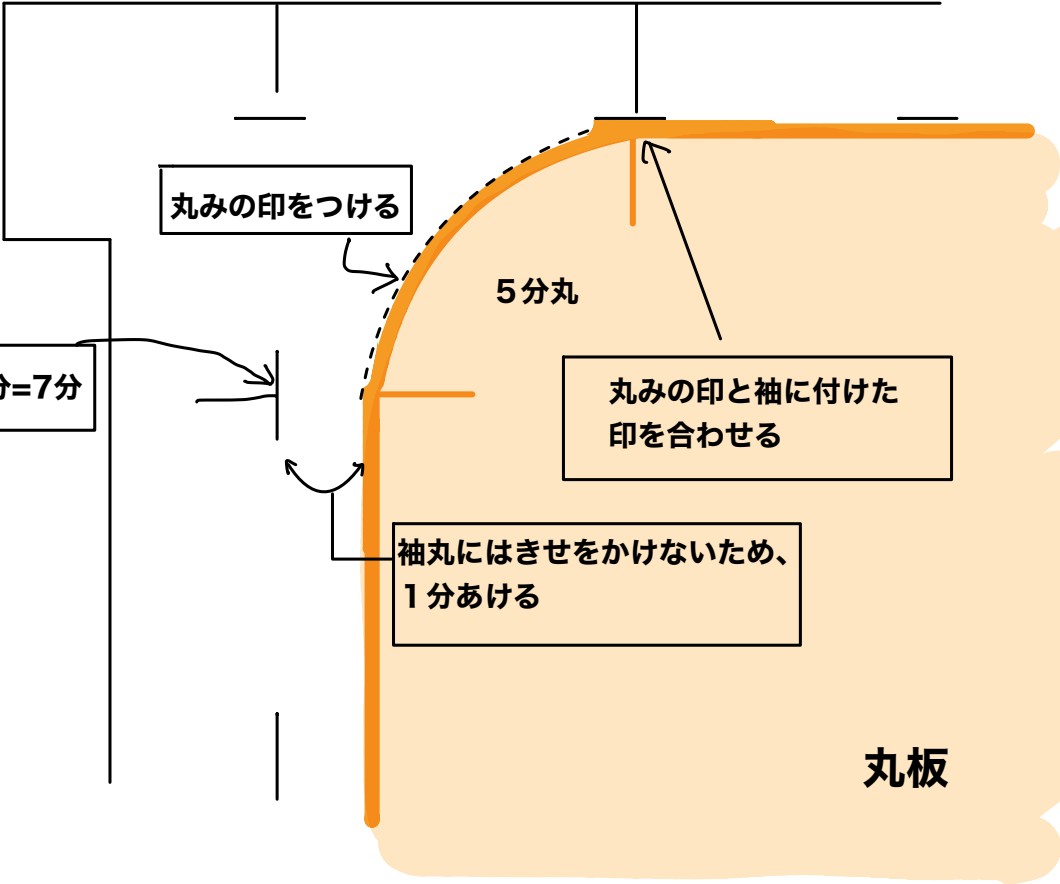 丸みの印をつける
５分丸
分=7分
丸みの印と袖に付けた
印を合わせる
袖丸にはきせをかけないため、
１分あける
丸板